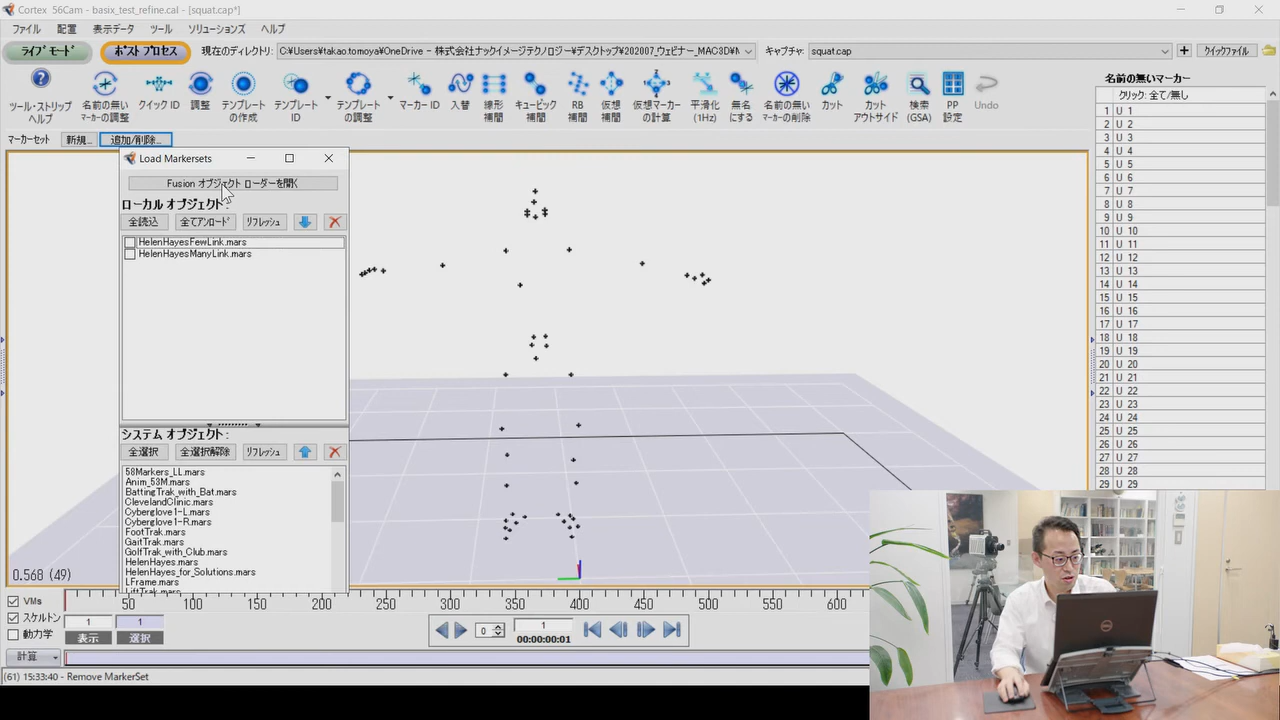 Cortex 56Cam - basix_test_refine.cal - [squat.cap*]
ファイル 配置 表示データ ツール ソリューションズ ヘルプ
ライブ モード ポスト プロセス 現在のディレクトリ: C:¥Users¥takao.tomoya¥OneDrive - 株式会社ナックイメージテクノロジー¥デスクトップ¥202007_ウェビナー_MAC3D¥M キャプチャ: squat.cap クイックファイル
ツール・ストリップ ヘルプ
名前の無い マーカーの調整
クイック ID
調整
テンプレート の作成
テンプレート ID
テンプレート の調整
マーカー ID
入替
線形 補間
キュービック 補間
RB 補間
仮想 補間
仮想マーカー の計算
平滑化 (1Hz)
無名 にする
名前の無い マーカーの削除
カット
カット アウトサイド
検索 (GSA)
PP 設定
Undo
マーカーセット 新規... 追加/削除...
Load Markersets
Fusion オブジェクト ローダーを開く
ローカル オブジェクト :
全読込 全てアンロード リフレッシュ
HelenHayesFewLink.mars
HelenHayesManyLink.mars
システム オブジェクト :
全選択 全選択解除 リフレッシュ
58Markers_LL.mars
Anim_53M.mars
BattingTrak_with_Bat.mars
ClevelandClinic.mars
Cyberglove1-L.mars
Cyberglove1-R.mars
FootTrak.mars
GaitTrak.mars
GolfTrak_with_Club.mars
HelenHayes.mars
HelenHayes_for_Solutions.mars
LFrame.mars
LiftTrak.mars
名前の無いマーカー
クリック: 全て/無し
1 U 1
2 U 2
3 U 3
4 U 4
5 U 5
6 U 6
7 U 7
8 U 8
9 U 9
10 U 10
11 U 11
12 U 12
13 U 13
14 U 14
15 U 15
16 U 16
17 U 17
18 U 18
19 U 19
20 U 20
21 U 21
22 U 22
23 U 23
24 U 24
25 U 25
26 U 26
27 U 27
28 U 28
29 U 29
0.568 (49)
VMs
スケルトン
動力学
1 1
表示 選択
50 100 150 200 250 300 350 400 450 500 550 600
0 1
00:00:00:01
計算
(61) 15:33:40 - Remove MarkerSet
DELL